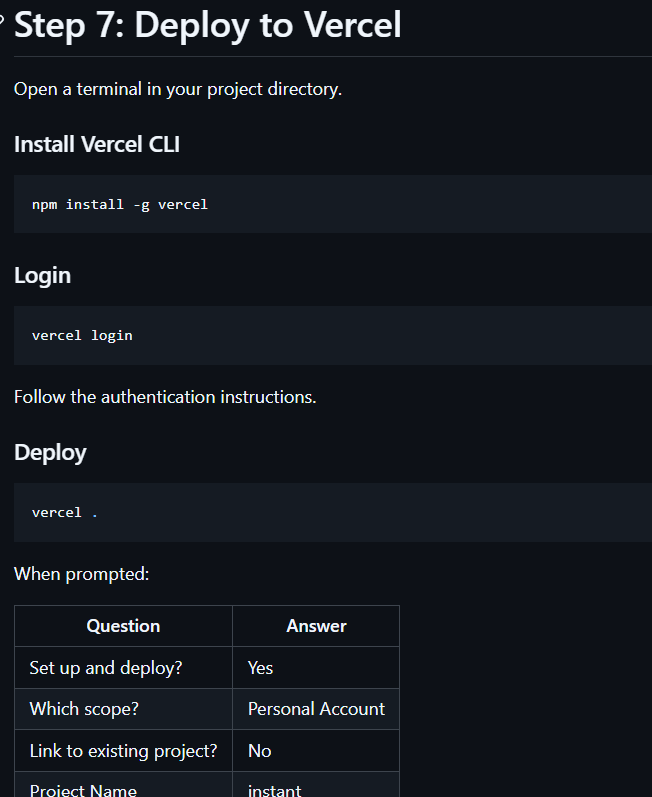 Step 7: Deploy to Vercel
Open a terminal in your project directory.
Install Vercel CLI
npm install -g vercel
Login
vercel login
Follow the authentication instructions.
Deploy
vercel .
When prompted:
Question Answer
Set up and deploy? Yes
Which scope? Personal Account
Link to existing project? No
Project Name instant